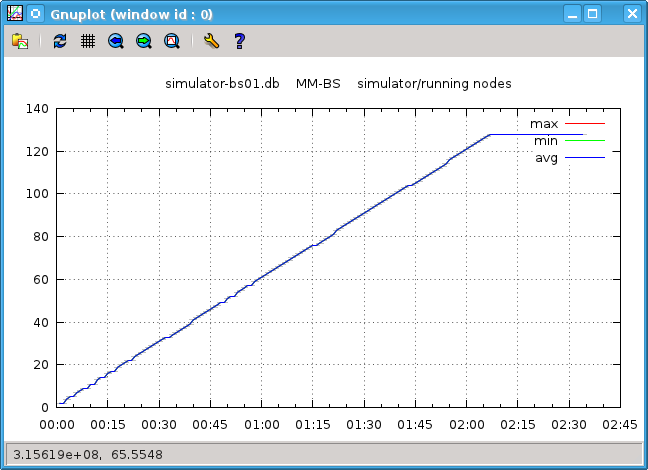 Gnuplot (window id : 0)
simulator-bs01.db MM-BS simulator/running nodes
140
120
100
80
60
40
20
0
max
min
avg
00:00 00:15 00:30 00:45 01:00 01:15 01:30 01:45 02:00 02:15 02:30 02:45
3.15619e+08, 65.5548